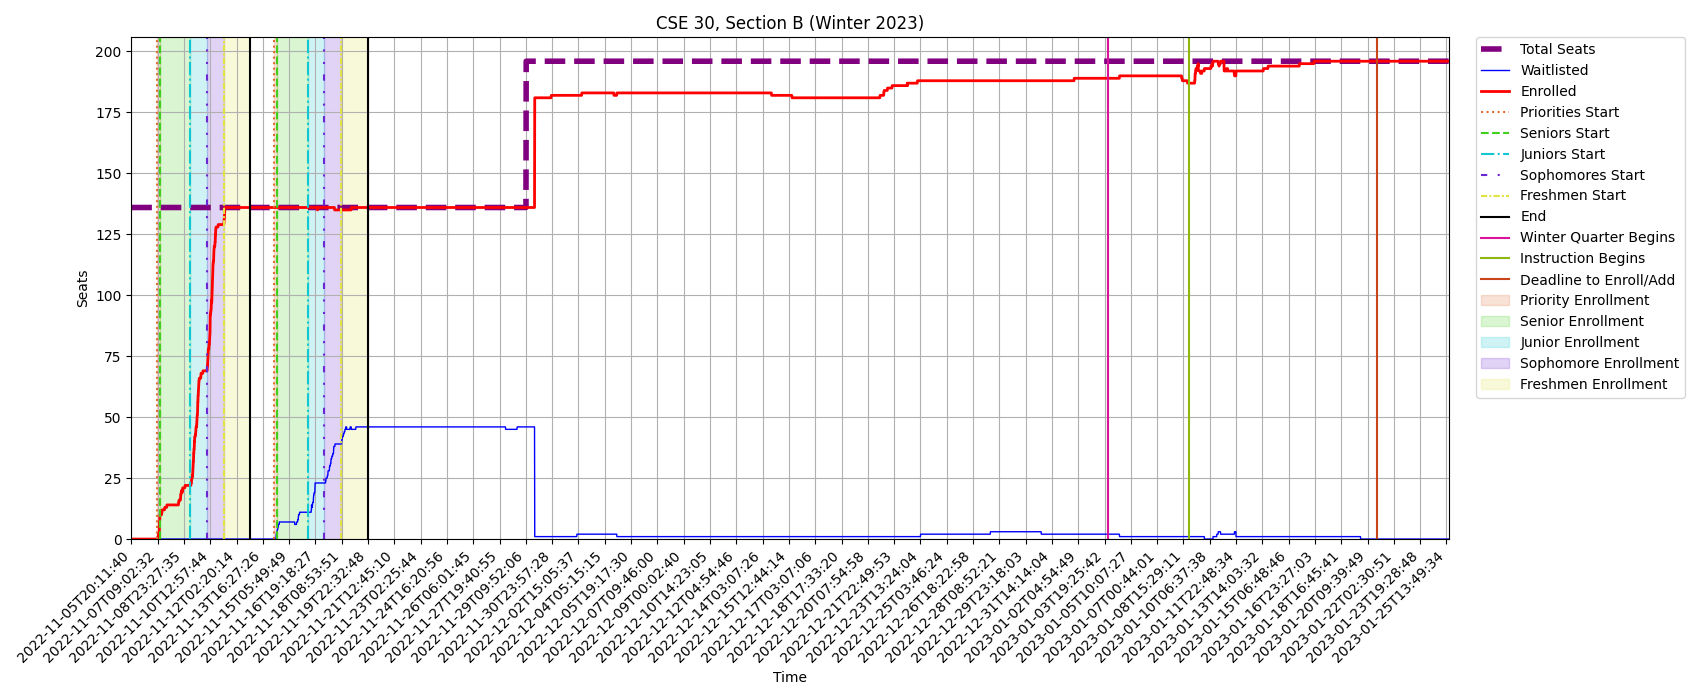 CSE 30, Section B (Winter 2023)
Seats
200
175
150
125
100
75
50
25
0
2022-11-05T20:11:40
2022-11-07T09:02:32
2022-11-08T23:27:35
2022-11-10T12:57:44
2022-11-12T02:20:14
2022-11-13T16:27:26
2022-11-15T05:49:49
2022-11-16T19:18:27
2022-11-18T08:53:51
2022-11-19T22:32:48
2022-11-21T12:45:10
2022-11-23T02:25:44
2022-11-24T16:20:56
2022-11-26T06:01:45
2022-11-27T19:40:55
2022-11-29T09:52:06
2022-11-30T23:57:28
2022-12-02T15:05:37
2022-12-04T05:15:15
2022-12-05T19:17:30
2022-12-07T09:46:00
2022-12-09T00:02:40
2022-12-10T14:23:05
2022-12-12T04:54:46
2022-12-14T03:07:26
2022-12-15T12:44:14
2022-12-17T03:07:06
2022-12-18T17:33:20
2022-12-20T07:54:58
2022-12-21T22:49:53
2022-12-23T13:24:04
2022-12-25T03:46:24
2022-12-26T18:22:58
2022-12-28T08:52:21
2022-12-29T23:18:03
2022-12-31T14:14:04
2023-01-02T04:54:49
2023-01-03T19:25:42
2023-01-05T10:07:27
2023-01-07T00:44:01
2023-01-08T15:29:11
2023-01-10T06:37:38
2023-01-11T22:48:34
2023-01-13T14:03:32
2023-01-15T06:48:46
2023-01-16T23:27:03
2023-01-18T16:45:41
2023-01-20T09:39:49
2023-01-22T02:30:51
2023-01-23T19:28:48
2023-01-25T13:49:34
Time
Total Seats
Waitlisted
Enrolled
Priorities Start
Seniors Start
Juniors Start
Sophomores Start
Freshmen Start
End
Winter Quarter Begins
Instruction Begins
Deadline to Enroll/Add
Priority Enrollment
Senior Enrollment
Junior Enrollment
Sophomore Enrollment
Freshmen Enrollment